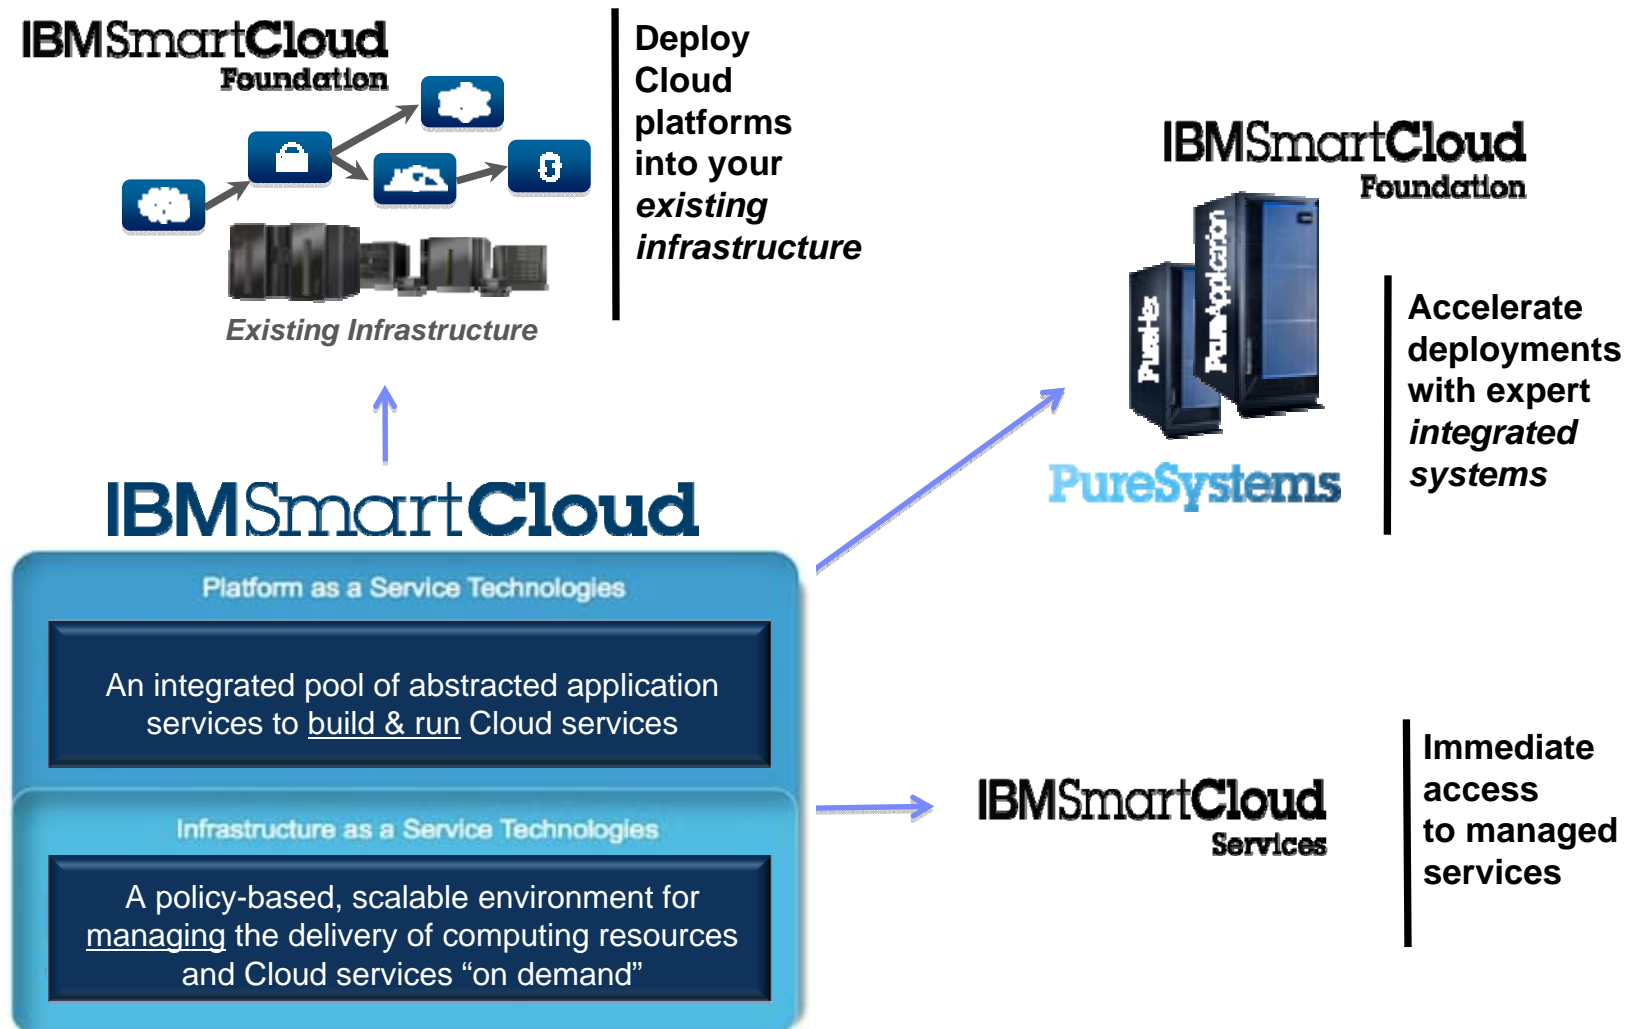 IBMSmartCloud
Foundation
Existing Infrastructure
Deploy
Cloud
platforms
into your
existing
infrastructure
IBMSmartCloud
Foundation
PureApplication
PureSystems
Accelerate
deployments
with expert
integrated
systems
IBMSmartCloud
Platform as a Service Technologies
An integrated pool of abstracted application
services to build & run Cloud services
Infrastructure as a Service Technologies
A policy-based, scalable environment for
managing the delivery of computing resources
and Cloud services “on demand”
IBMSmartCloud
Services
Immediate
access
to managed
services